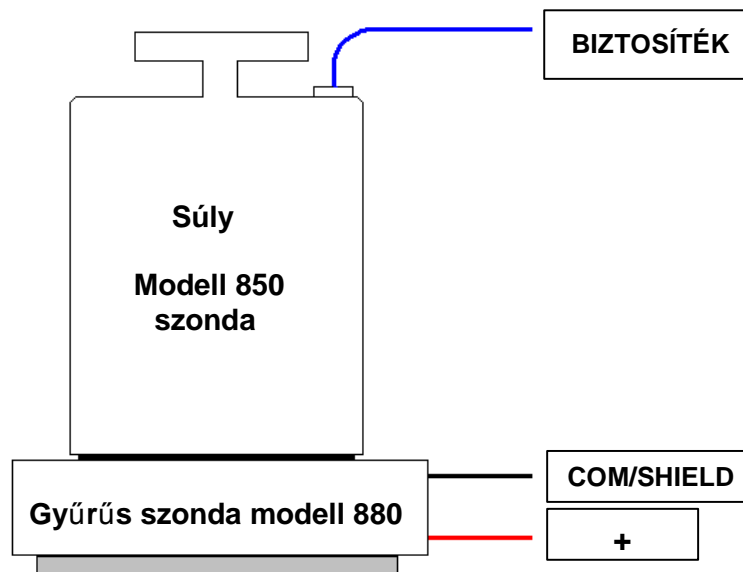 BIZTOSÍTÉK
Súly
Modell 850
szonda
COM/SHIELD
Gyűrűs szonda modell 880
+